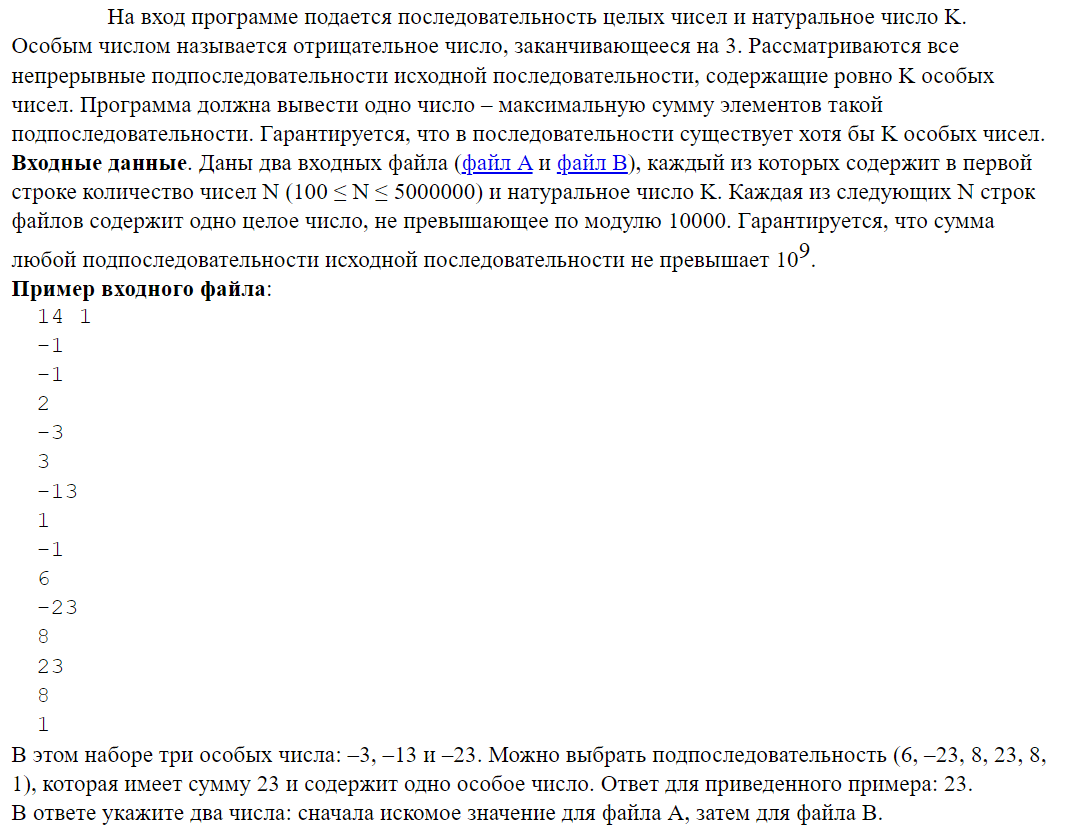 На вход программе подается последовательность целых чисел и натуральное число K.
Особым числом называется отрицательное число, заканчивающееся на 3. Рассматриваются все
непрерывные подпоследовательности исходной последовательности, содержащие ровно K особых
чисел. Программа должна вывести одно число – максимальную сумму элементов такой
подпоследовательности. Гарантируется, что в последовательности существует хотя бы K особых чисел.
Входные данные. Даны два входных файла (файл A и файл B), каждый из которых содержит в первой
строке количество чисел N (100 ≤ N ≤ 5000000) и натуральное число K. Каждая из следующих N строк
файлов содержит одно целое число, не превышающее по модулю 10000. Гарантируется, что сумма
любой подпоследовательности исходной последовательности не превышает 10⁹.
Пример входного файла:
14 1
-1
-1
2
-3
3
-13
1
-1
6
-23
8
23
8
1
В этом наборе три особых числа: –3, –13 и –23. Можно выбрать подпоследовательность (6, –23, 8, 23, 8,
1), которая имеет сумму 23 и содержит одно особое число. Ответ для приведенного примера: 23.
В ответе укажите два числа: сначала искомое значение для файла А, затем для файла B.